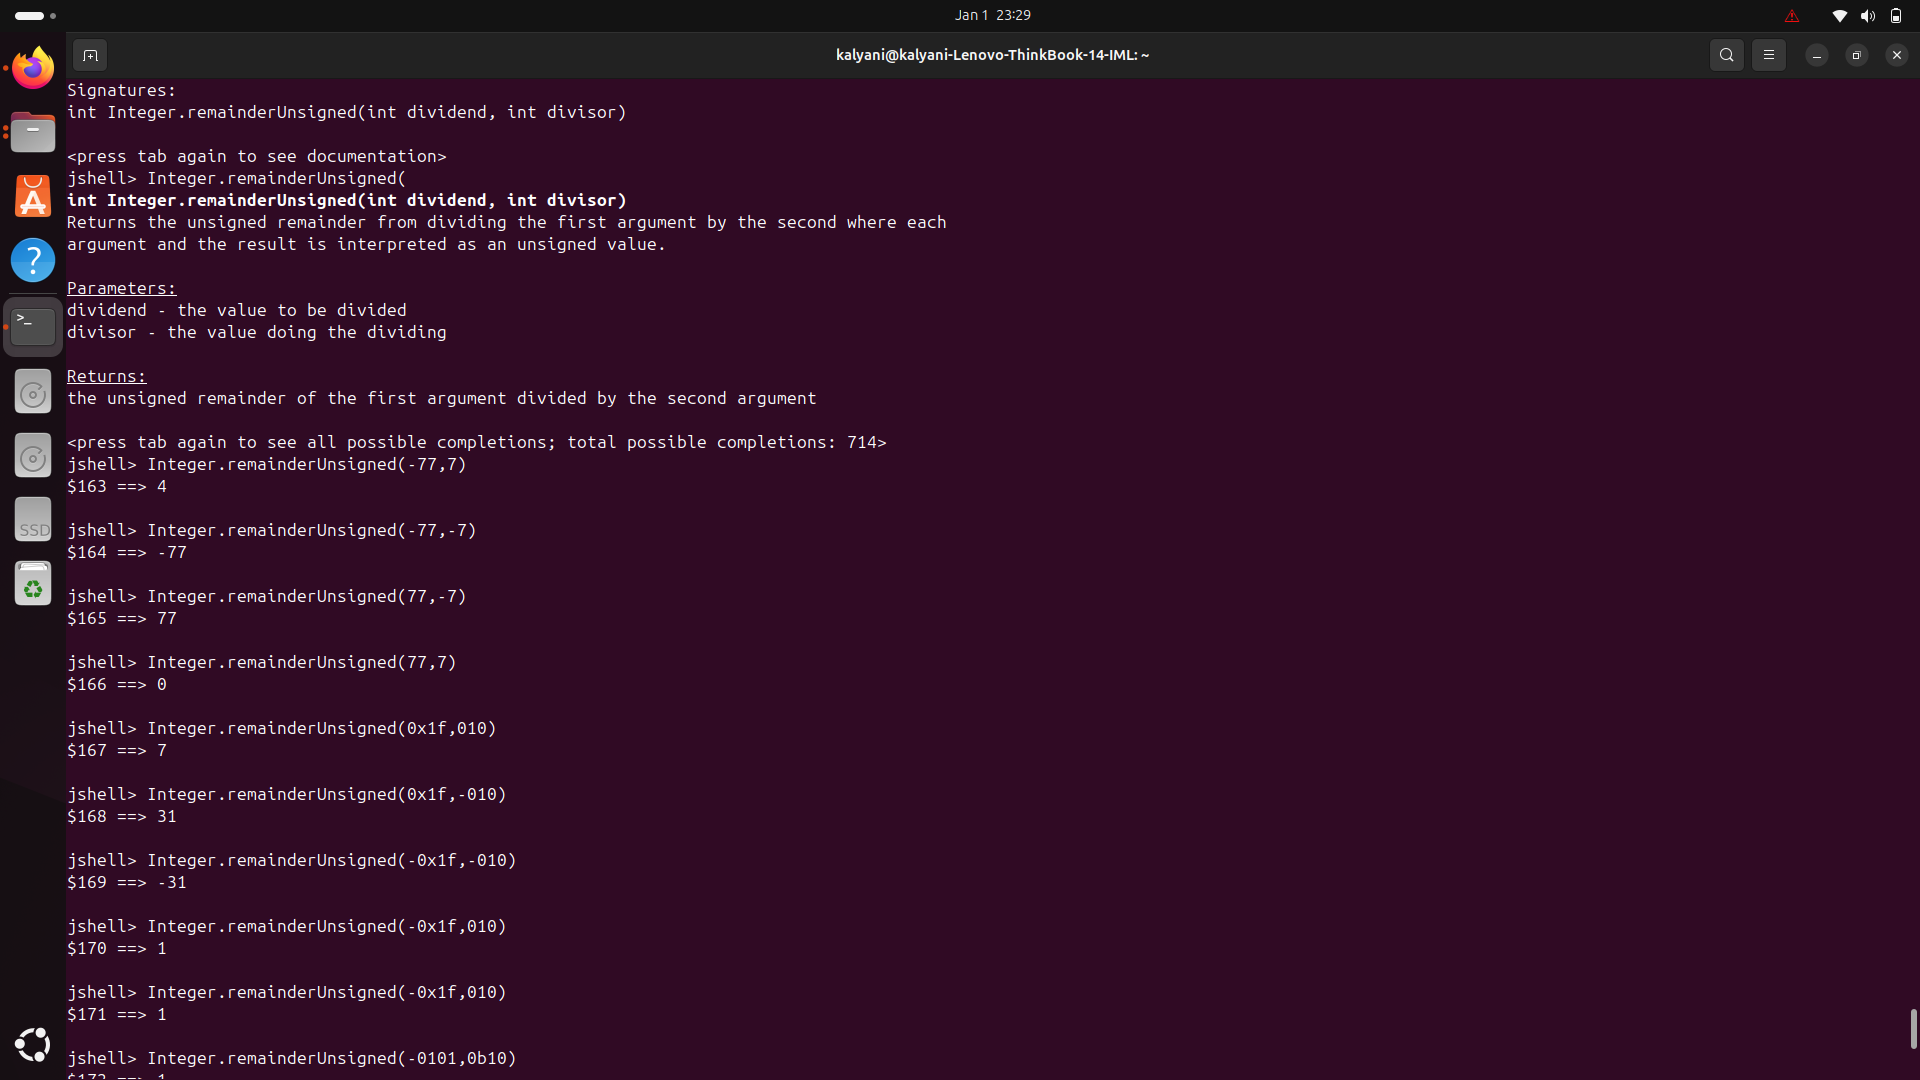 Jan 1 23:29
kalyani@kalyani-Lenovo-ThinkBook-14-IML: ~
Signatures:
int Integer.remainderUnsigned(int dividend, int divisor)
<press tab again to see documentation>
jshell> Integer.remainderUnsigned(
int Integer.remainderUnsigned(int dividend, int divisor)
Returns the unsigned remainder from dividing the first argument by the second where each
argument and the result is interpreted as an unsigned value.
Parameters:
dividend - the value to be divided
divisor - the value doing the dividing
Returns:
the unsigned remainder of the first argument divided by the second argument
<press tab again to see all possible completions; total possible completions: 714>
jshell> Integer.remainderUnsigned(-77,7)
$163 ==> 4
jshell> Integer.remainderUnsigned(-77,-7)
$164 ==> -77
jshell> Integer.remainderUnsigned(77,-7)
$165 ==> 77
jshell> Integer.remainderUnsigned(77,7)
$166 ==> 0
jshell> Integer.remainderUnsigned(0x1f,010)
$167 ==> 7
jshell> Integer.remainderUnsigned(0x1f,-010)
$168 ==> 31
jshell> Integer.remainderUnsigned(-0x1f,-010)
$169 ==> -31
jshell> Integer.remainderUnsigned(-0x1f,010)
$170 ==> 1
jshell> Integer.remainderUnsigned(-0x1f,010)
$171 ==> 1
jshell> Integer.remainderUnsigned(-0101,0b10)
SSD